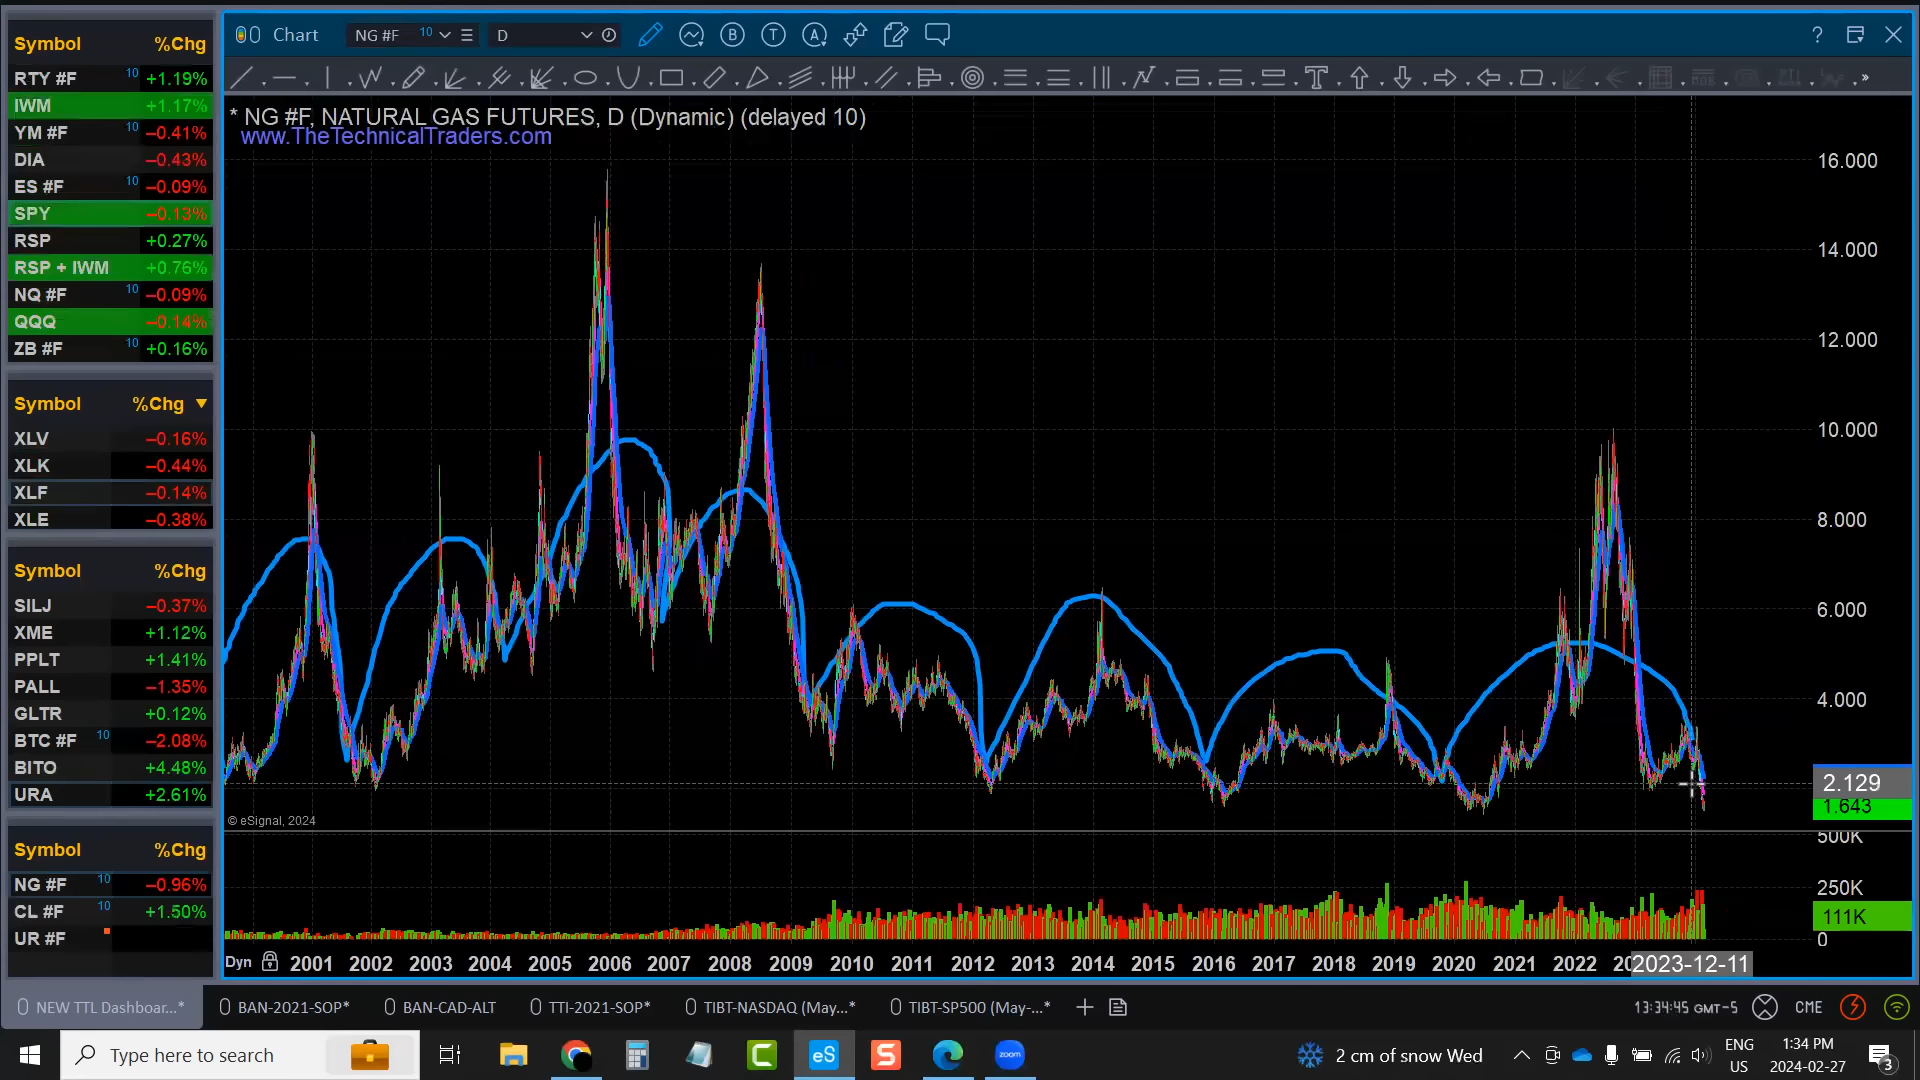 Symbol %Chg
RTY #F 10 +1.19%
IWM +1.17%
YM #F 10 –0.41%
DIA –0.43%
ES #F 10 –0.09%
SPY –0.13%
RSP +0.27%
RSP + IWM +0.76%
NQ #F 10 –0.09%
QQQ –0.14%
ZB #F 10 +0.16%
Symbol %Chg ▼
XLV –0.16%
XLK –0.44%
XLF –0.14%
XLE –0.38%
Symbol %Chg
SILJ –0.37%
XME +1.12%
PPLT +1.41%
PALL –1.35%
GLTR +0.12%
BTC #F 10 –2.08%
BITO +4.48%
URA +2.61%
Symbol %Chg
NG #F 10 –0.96%
CL #F 10 +1.50%
UR #F
Chart NG #F 10 D B T A ?
* NG #F, NATURAL GAS FUTURES, D (Dynamic) (delayed 10)
www.TheTechnicalTraders.com
16.000
14.000
12.000
10.000
8.000
6.000
4.000
2.129
1.643
© eSignal, 2024
500K
250K
111K
0
Dyn 2001 2002 2003 2004 2005 2006 2007 2008 2009 2010 2011 2012 2013 2014 2015 2016 2017 2018 2019 2020 2021 2022 2023-12-11
NEW TTL Dashboar...* BAN-2021-SOP* BAN-CAD-ALT TTI-2021-SOP* TIBT-NASDAQ (May...* TIBT-SP500 (May-...* 13:34:45 GMT-5 CME
Type here to search eS zoom 2 cm of snow Wed ENG US 1:34 PM 2024-02-27 3